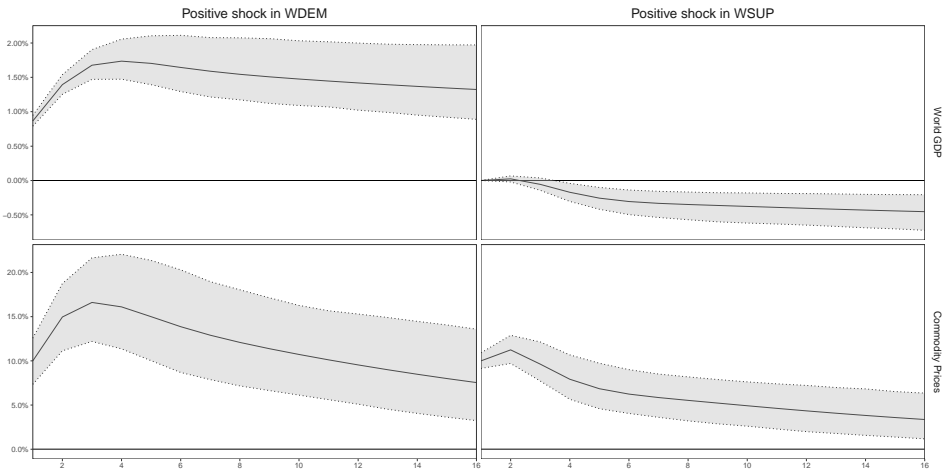 Positive shock in WDEM
Positive shock in WSUP
2.00%
1.50%
1.00%
0.50%
0.00%
−0.50%
World GDP
20.0%
15.0%
10.0%
5.0%
0.0%
Commodity Prices
2 4 6 8 10 12 14 16
2 4 6 8 10 12 14 16